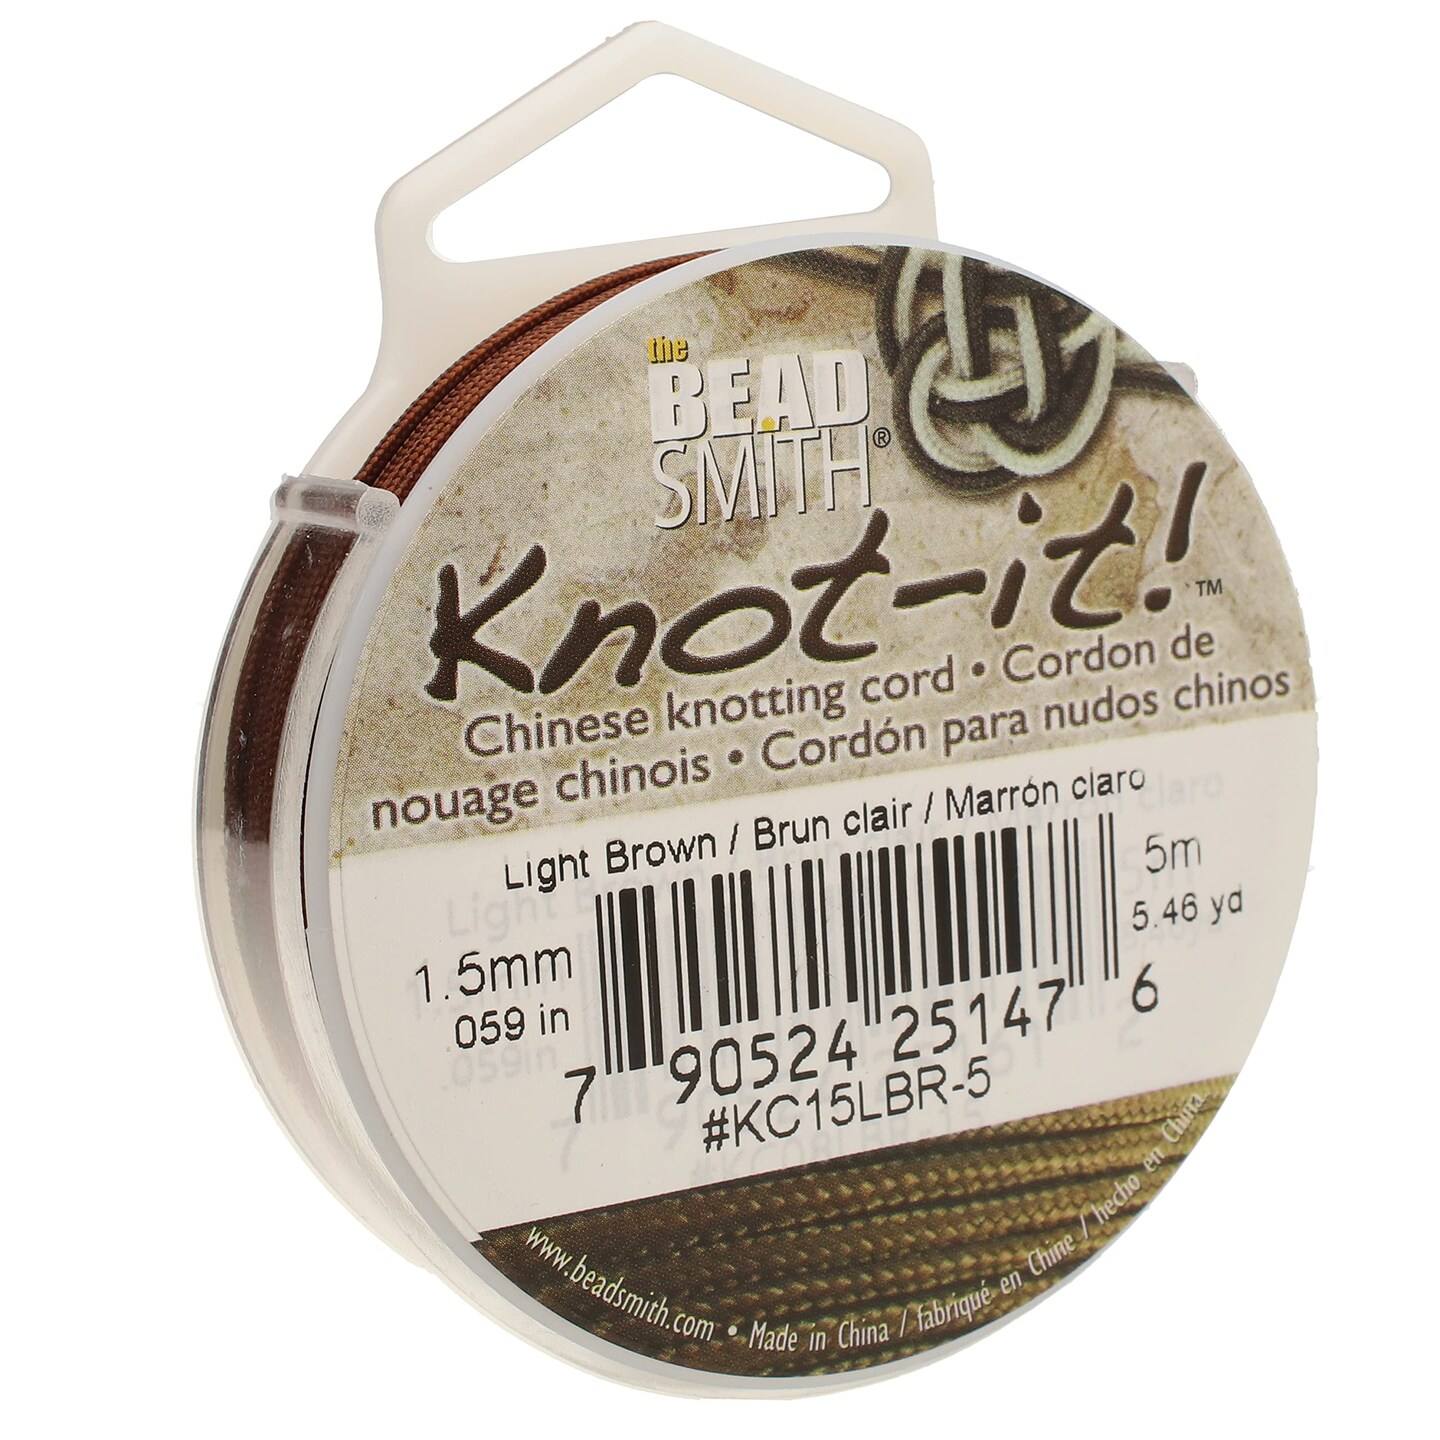 the
BEAD
SMITH®
Knot-it!™
Chinese knotting cord • Cordon de
nouage chinois • Cordón para nudos chinos
Light Brown / Brun clair / Marrón claro
1.5mm
.059 in
5m
5.46 yd
7 90524 25147 6
#KC15LBR-5
www.beadsmith.com • Made in China / fabriqué en Chine / hecho en China